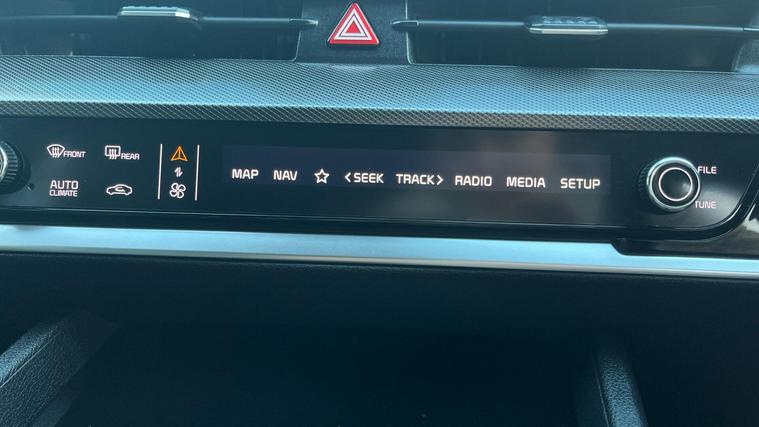 FRONT
REAR
AUTO
CLIMATE
MAP NAV ☆ <SEEK TRACK> RADIO MEDIA SETUP
FILE
TUNE